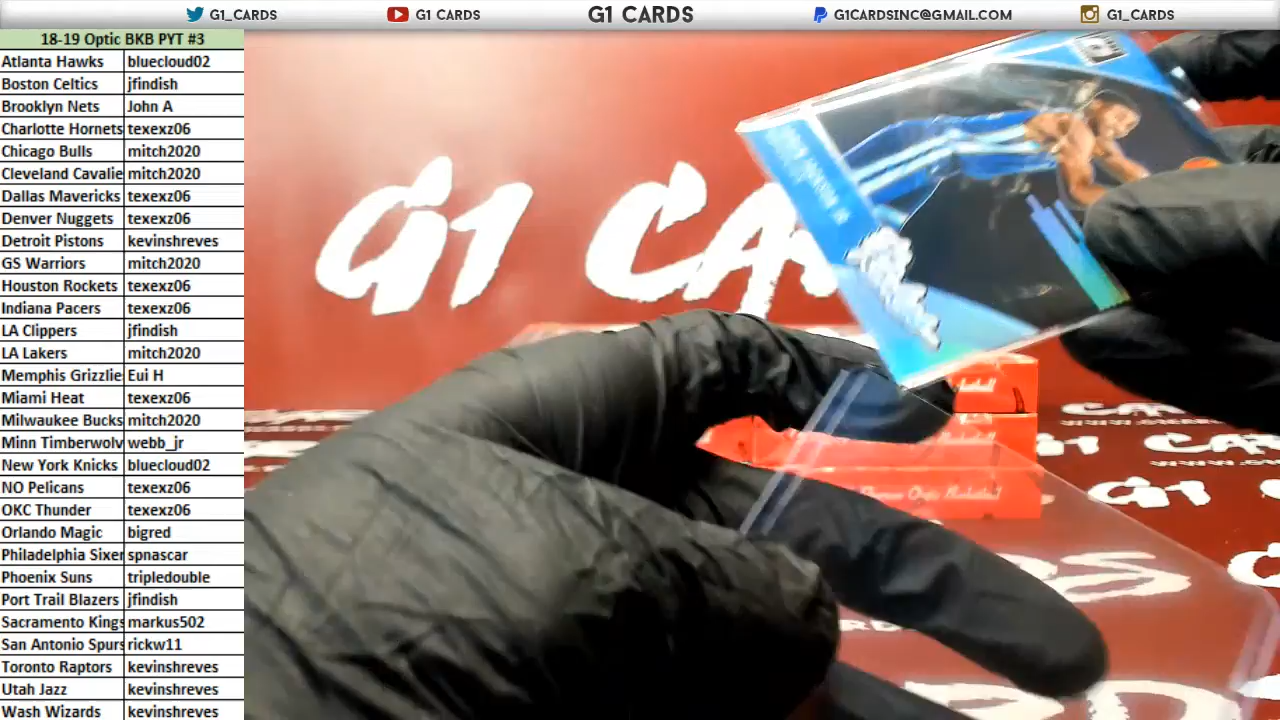 G1_CARDS
G1 CARDS
G1 CARDS
G1CARDSINC@GMAIL.COM
G1_CARDS
18-19 Optic BKB PYT #3
Atlanta Hawks bluecloud02
Boston Celtics jfindish
Brooklyn Nets John A
Charlotte Hornets texexz06
Chicago Bulls mitch2020
Cleveland Cavalie mitch2020
Dallas Mavericks texexz06
Denver Nuggets texexz06
Detroit Pistons kevinshreves
GS Warriors mitch2020
Houston Rockets texexz06
Indiana Pacers texexz06
LA Clippers jfindish
LA Lakers mitch2020
Memphis Grizzlie Eui H
Miami Heat texexz06
Milwaukee Bucks mitch2020
Minn Timberwolv webb_jr
New York Knicks bluecloud02
NO Pelicans texexz06
OKC Thunder texexz06
Orlando Magic bigred
Philadelphia Sixer spnascar
Phoenix Suns tripledouble
Port Trail Blazers jfindish
Sacramento Kings markus502
San Antonio Spurs rickw11
Toronto Raptors kevinshreves
Utah Jazz kevinshreves
Wash Wizards kevinshreves
G1 CA
Optic Basketball
G1 CA